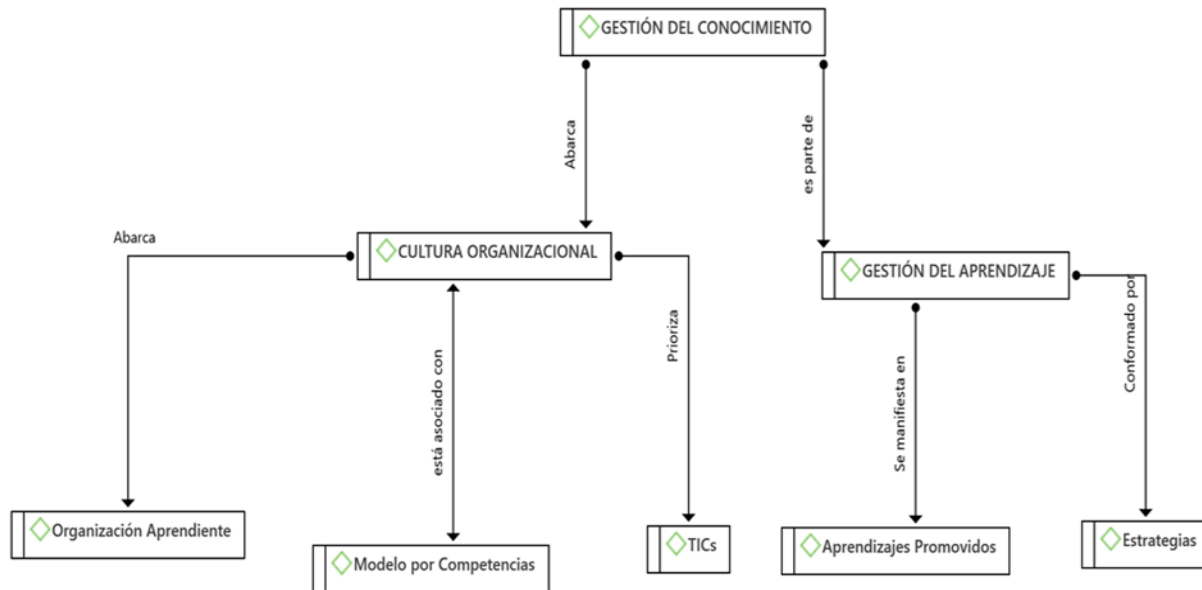 GESTIÓN DEL CONOCIMIENTO
Abarca
es parte de
Abarca
CULTURA ORGANIZACIONAL
GESTIÓN DEL APRENDIZAJE
está asociado con
Prioriza
Se manifiesta en
Conformado por
Organización Aprendiente
Modelo por Competencias
TICs
Aprendizajes Promovidos
Estrategias